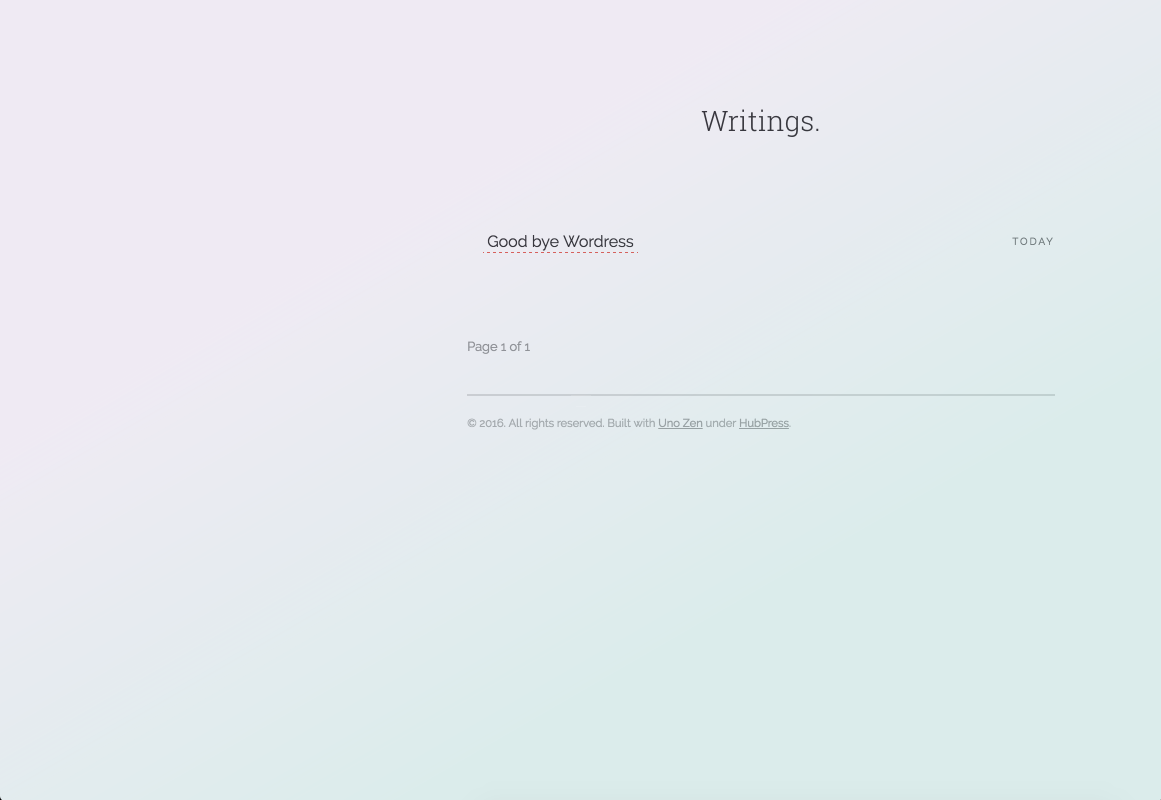 Writings.
Good bye Wordress
TODAY
Page 1 of 1
© 2016. All rights reserved. Built with Uno Zen under HubPress.